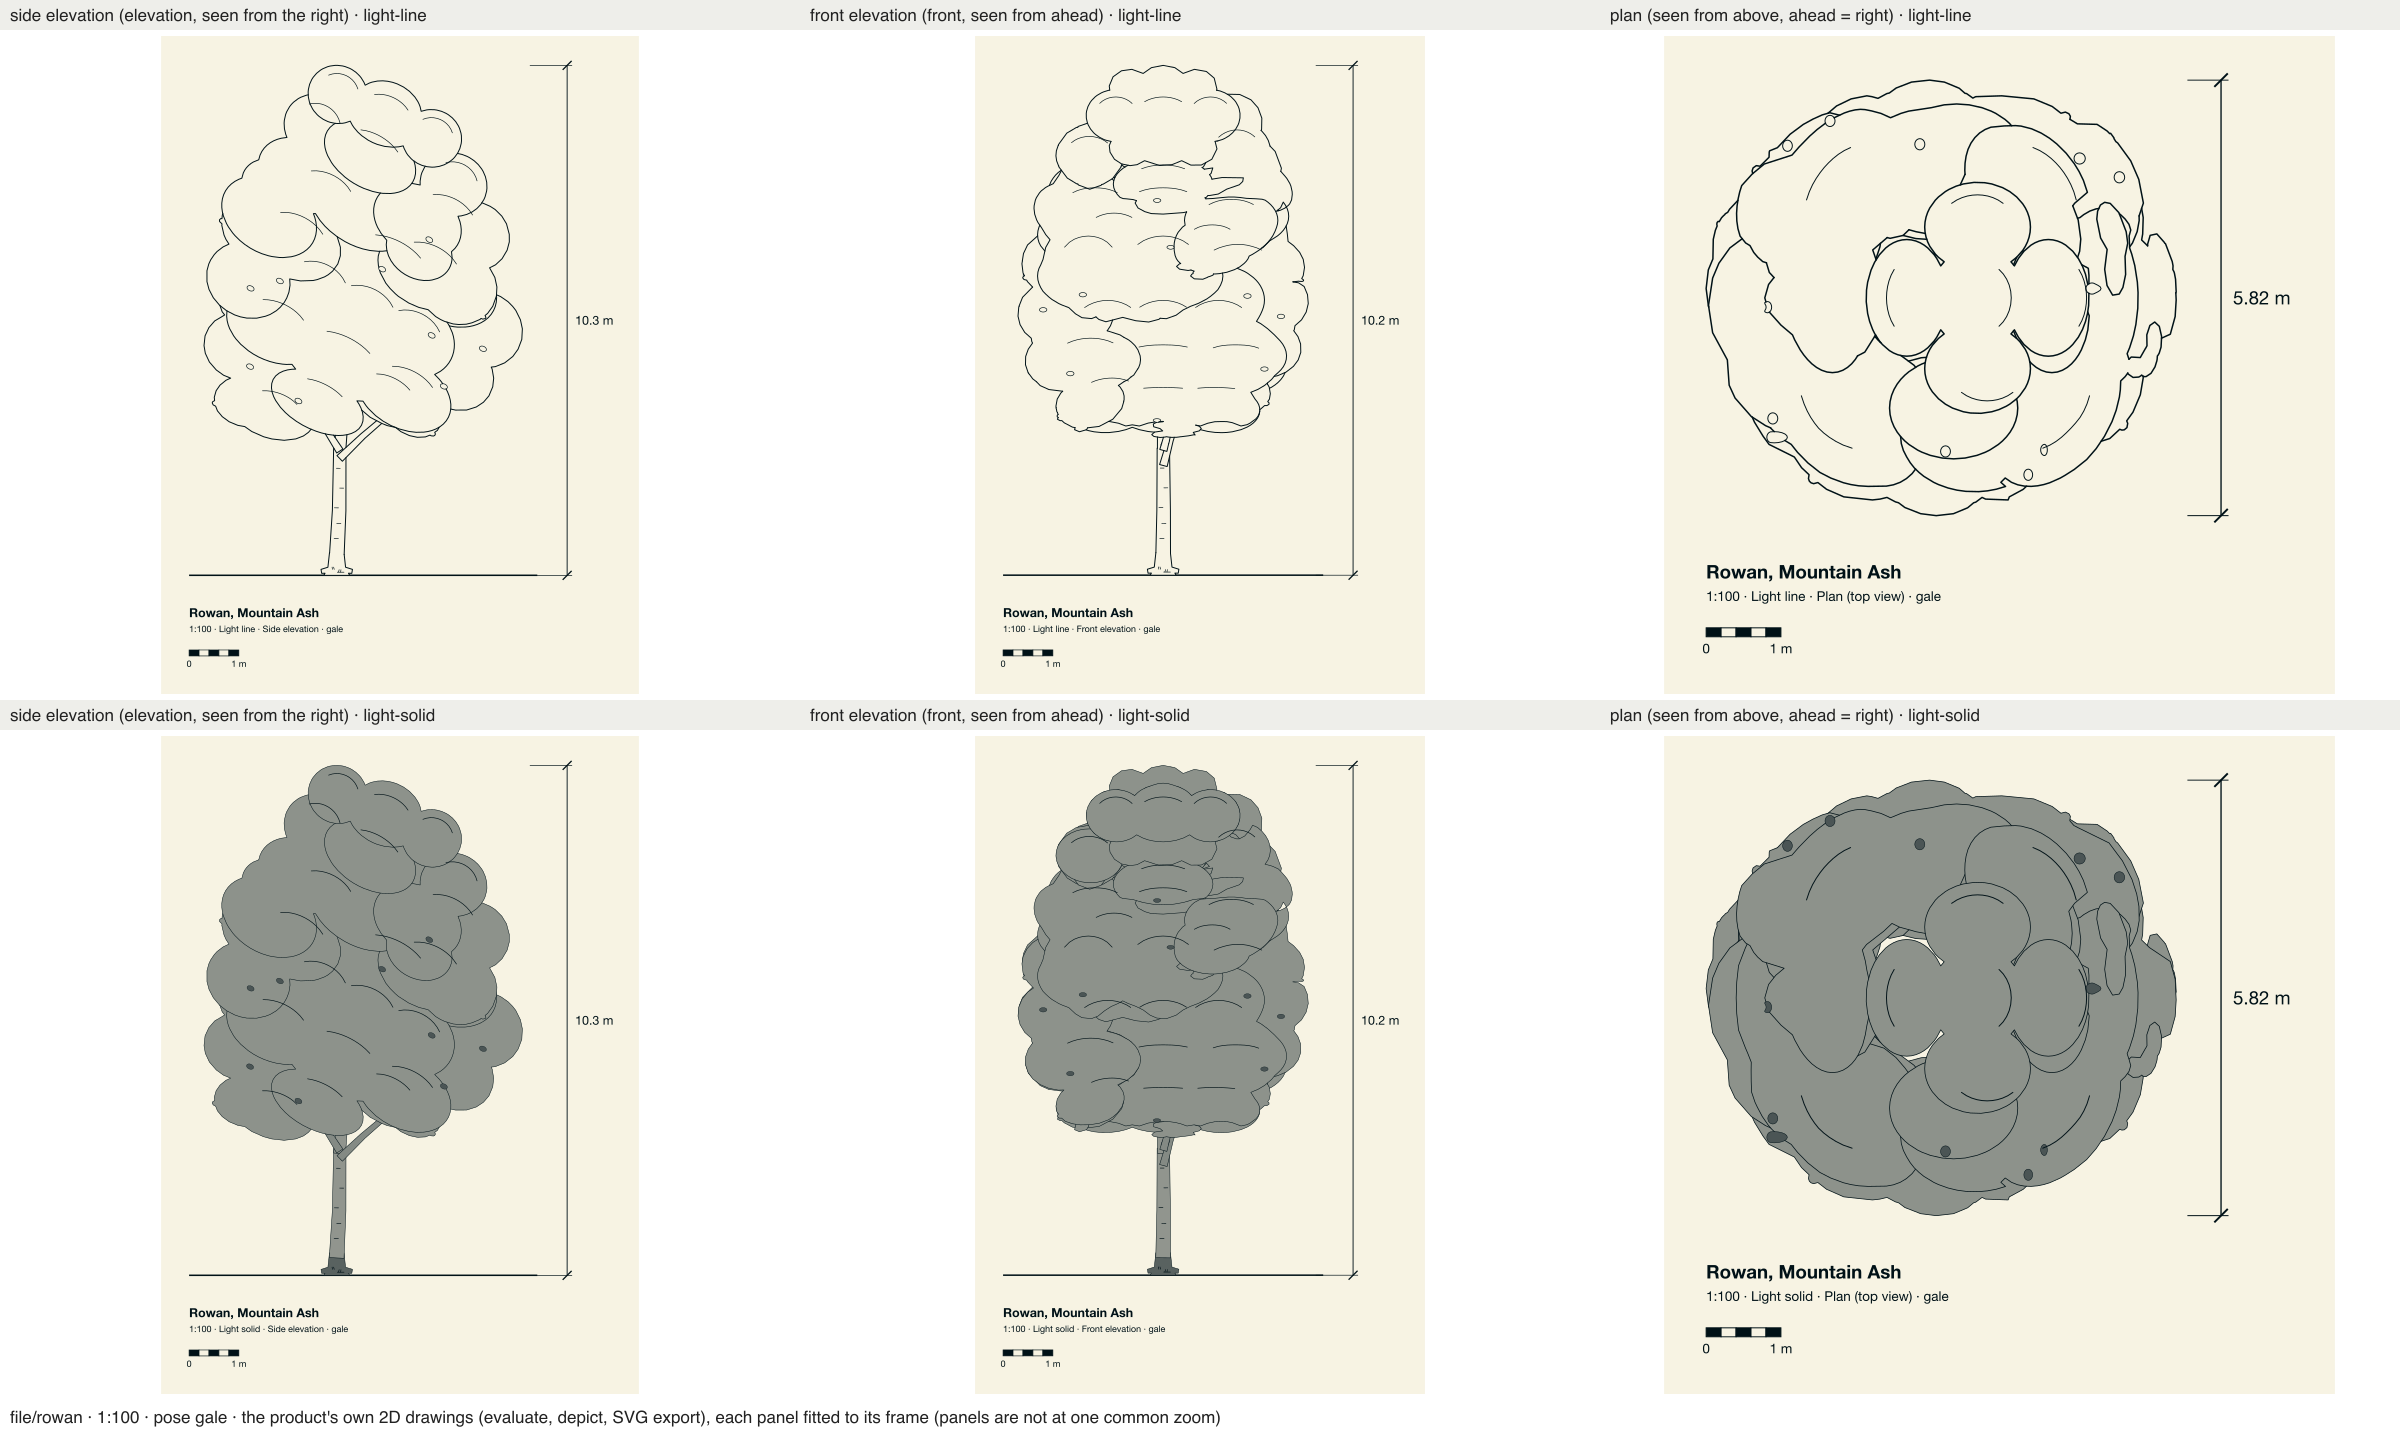 side elevation (elevation, seen from the right) · light-line
front elevation (front, seen from ahead) · light-line
plan (seen from above, ahead = right) · light-line
10.3 m
10.2 m
5.82 m
Rowan, Mountain Ash
1:100 · Light line · Side elevation · gale
0 1 m
Rowan, Mountain Ash
1:100 · Light line · Front elevation · gale
0 1 m
Rowan, Mountain Ash
1:100 · Light line · Plan (top view) · gale
0 1 m
side elevation (elevation, seen from the right) · light-solid
front elevation (front, seen from ahead) · light-solid
plan (seen from above, ahead = right) · light-solid
10.3 m
10.2 m
5.82 m
Rowan, Mountain Ash
1:100 · Light solid · Side elevation · gale
0 1 m
Rowan, Mountain Ash
1:100 · Light solid · Front elevation · gale
0 1 m
Rowan, Mountain Ash
1:100 · Light solid · Plan (top view) · gale
0 1 m
file/rowan · 1:100 · pose gale · the product's own 2D drawings (evaluate, depict, SVG export), each panel fitted to its frame (panels are not at one common zoom)